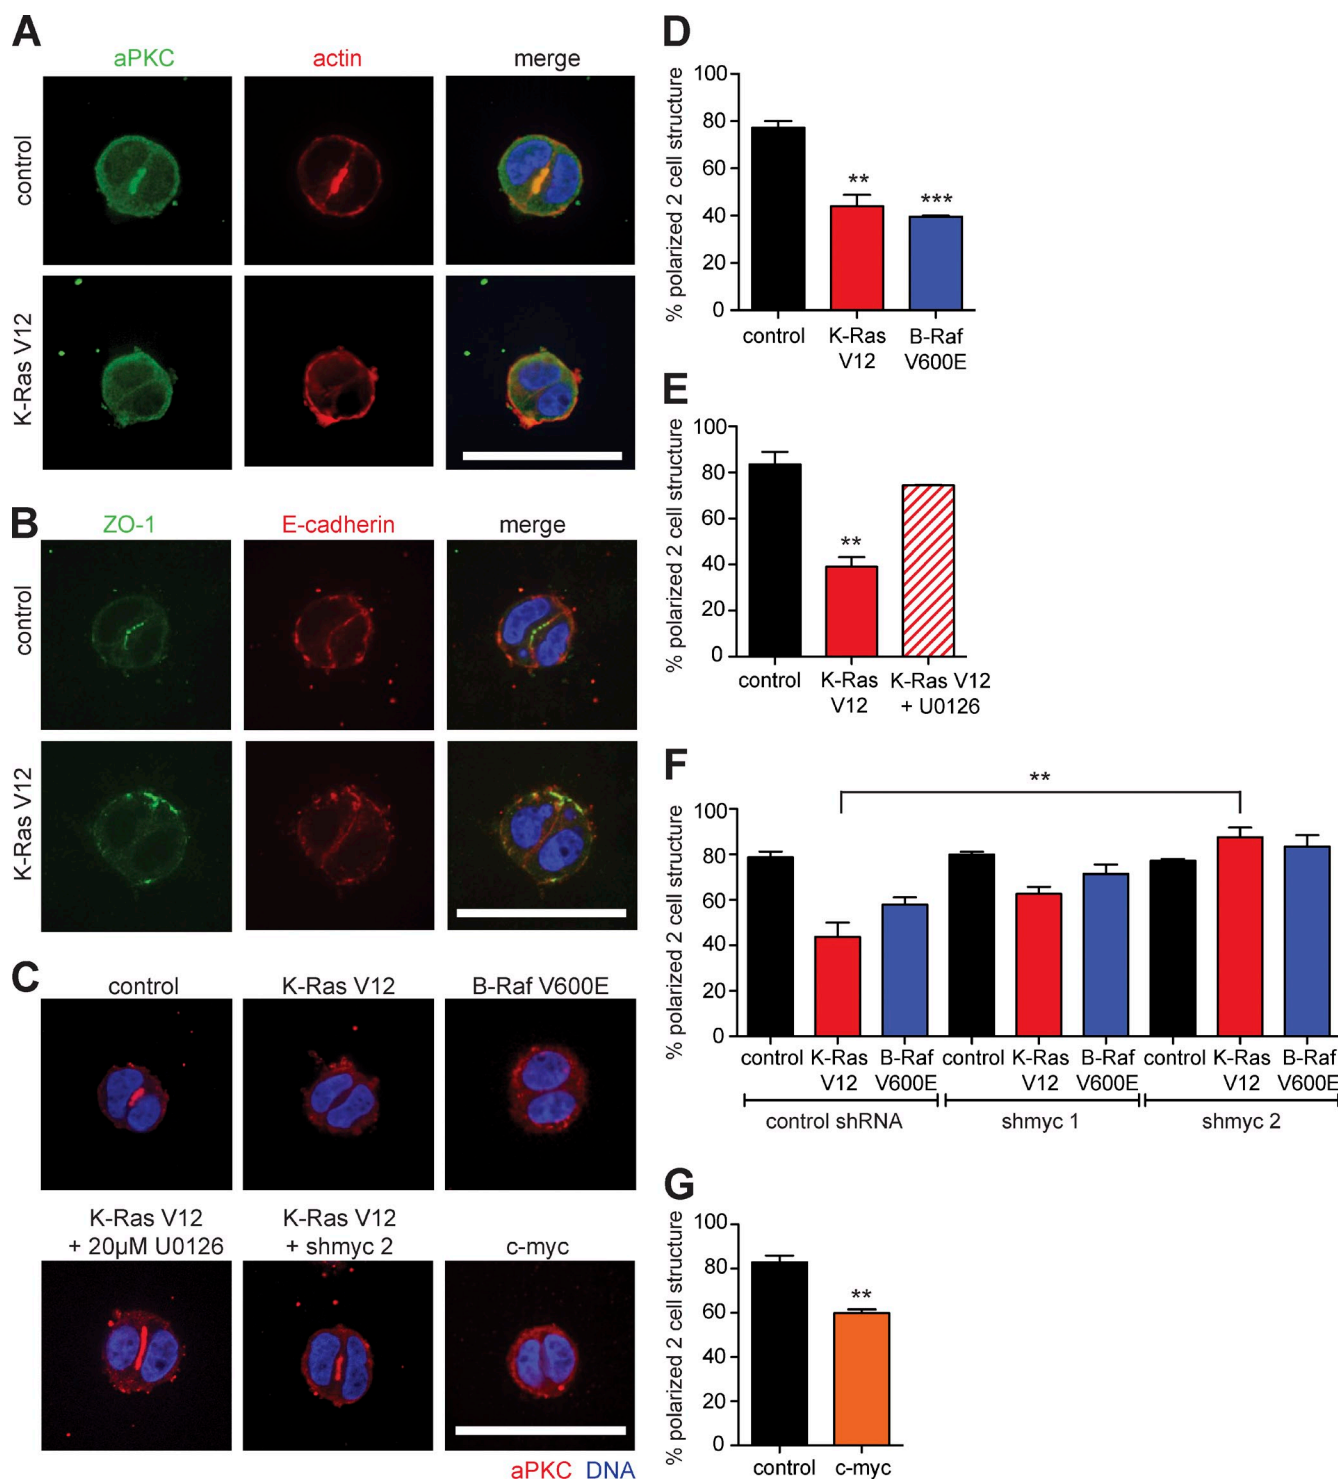 A
aPKC actin merge
control
K-Ras V12
B
ZO-1 E-cadherin merge
control
K-Ras V12
C
control K-Ras V12 B-Raf V600E
K-Ras V12 K-Ras V12
+ 20µM U0126 + shmyc 2 c-myc
aPKC DNA
D
% polarized 2 cell structure
100
80
60
40
20
0
** ***
control K-Ras B-Raf
V12 V600E
E
% polarized 2 cell structure
100
80
60
40
20
0
**
control K-Ras K-Ras V12
V12 + U0126
F
% polarized 2 cell structure
100
80
60
40
20
0
**
control K-Ras B-Raf control K-Ras B-Raf control K-Ras B-Raf
V12 V600E V12 V600E V12 V600E
control shRNA shmyc 1 shmyc 2
G
% polarized 2 cell structure
100
80
60
40
20
0
**
control c-myc